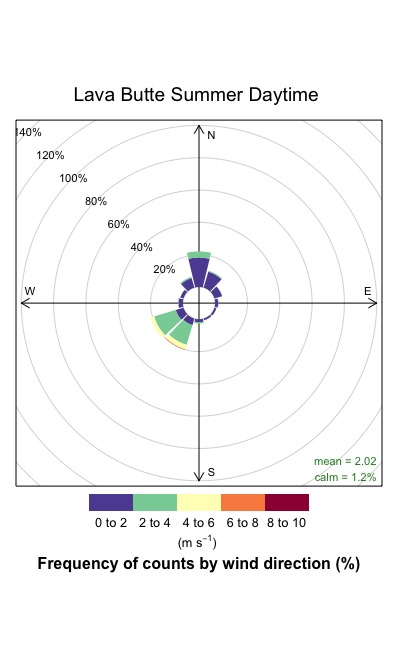 Lava Butte Summer Daytime
140%
120%
100%
80%
60%
40%
20%
N
W
E
S
mean = 2.02
calm = 1.2%
0 to 2 2 to 4 4 to 6 6 to 8 8 to 10
(m s⁻¹)
Frequency of counts by wind direction (%)